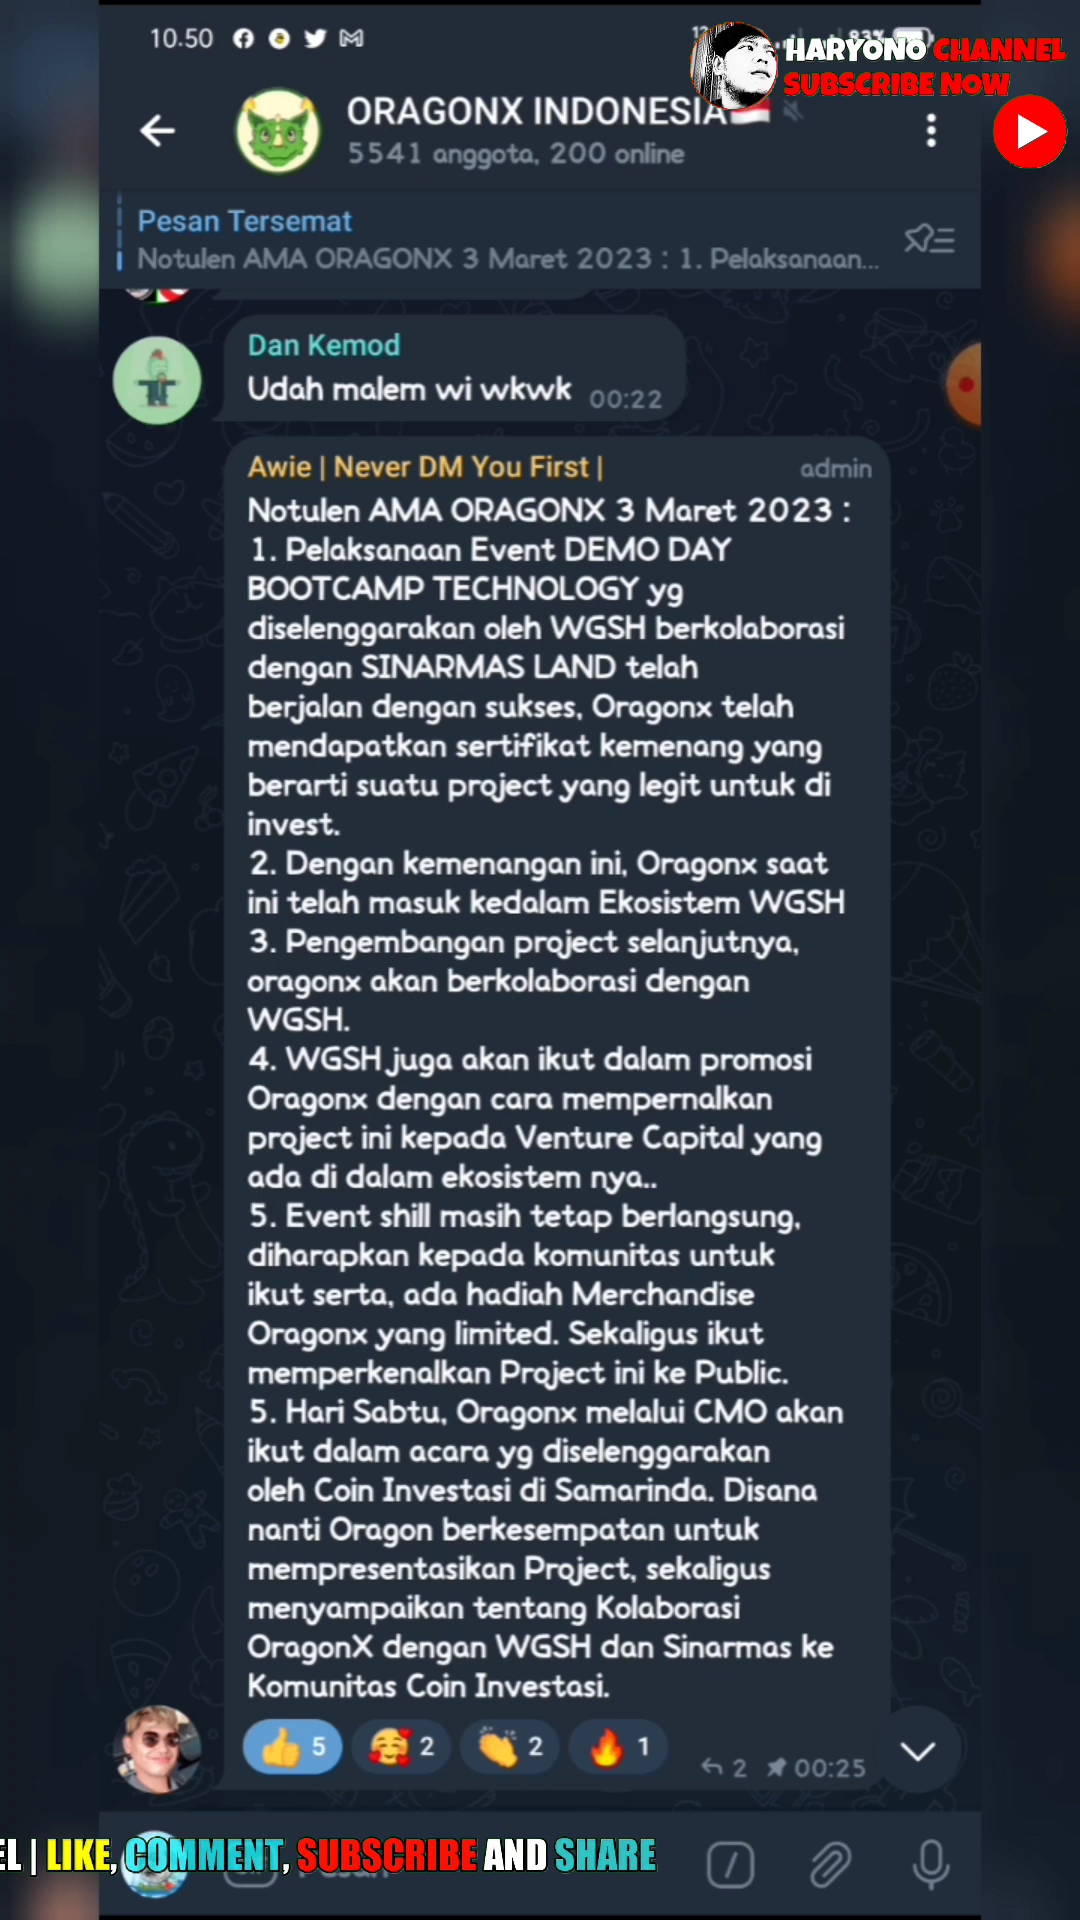 10.50
HARYONO CHANNEL
SUBSCRIBE NOW
ORAGONX INDONESIA
5541 anggota, 200 online
Pesan Tersemat
Notulen AMA ORAGONX 3 Maret 2023 : 1. Pelaksanaan...
Dan Kemod
Udah malem wi wkwk 00:22
Awie | Never DM You First | admin
Notulen AMA ORAGONX 3 Maret 2023 :
1. Pelaksanaan Event DEMO DAY
BOOTCAMP TECHNOLOGY yg
diselenggarakan oleh WGSH berkolaborasi
dengan SINARMAS LAND telah
berjalan dengan sukses, Oragonx telah
mendapatkan sertifikat kemenang yang
berarti suatu project yang legit untuk di
invest.
2. Dengan kemenangan ini, Oragonx saat
ini telah masuk kedalam Ekosistem WGSH
3. Pengembangan project selanjutnya,
oragonx akan berkolaborasi dengan
WGSH.
4. WGSH juga akan ikut dalam promosi
Oragonx dengan cara mempernalkan
project ini kepada Venture Capital yang
ada di dalam ekosistem nya..
5. Event shill masih tetap berlangsung,
diharapkan kepada komunitas untuk
ikut serta, ada hadiah Merchandise
Oragonx yang limited. Sekaligus ikut
memperkenalkan Project ini ke Public.
5. Hari Sabtu, Oragonx melalui CMO akan
ikut dalam acara yg diselenggarakan
oleh Coin Investasi di Samarinda. Disana
nanti Oragon berkesempatan untuk
mempresentasikan Project, sekaligus
menyampaikan tentang Kolaborasi
OragonX dengan WGSH dan Sinarmas ke
Komunitas Coin Investasi.
5 2 2 1 2 00:25
EL | LIKE, COMMENT, SUBSCRIBE AND SHARE